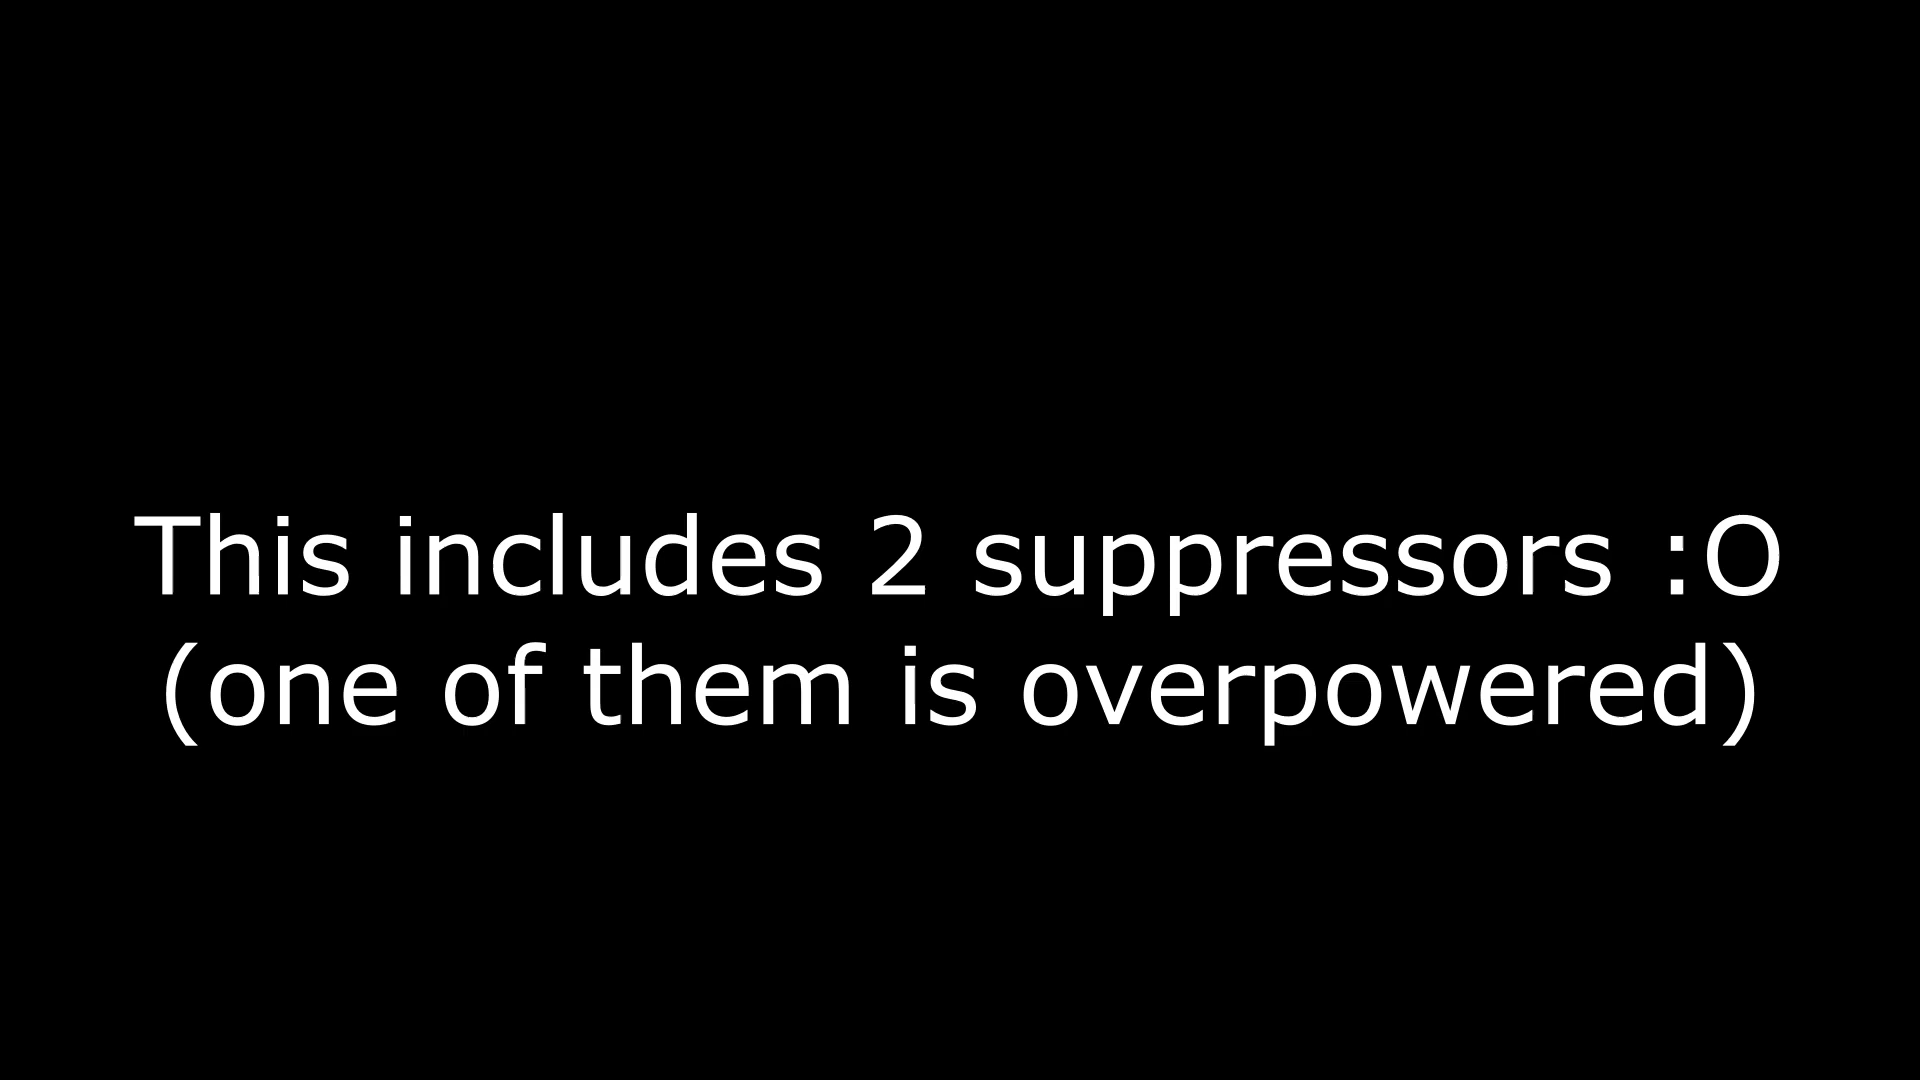 This includes 2 suppressors :O
(one of them is overpowered)